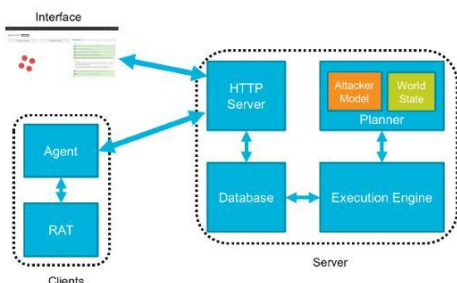 Interface
HTTP
Server
Attacker
Model
World
State
Planner
Agent
RAT
Database
Execution Engine
Server
Clients